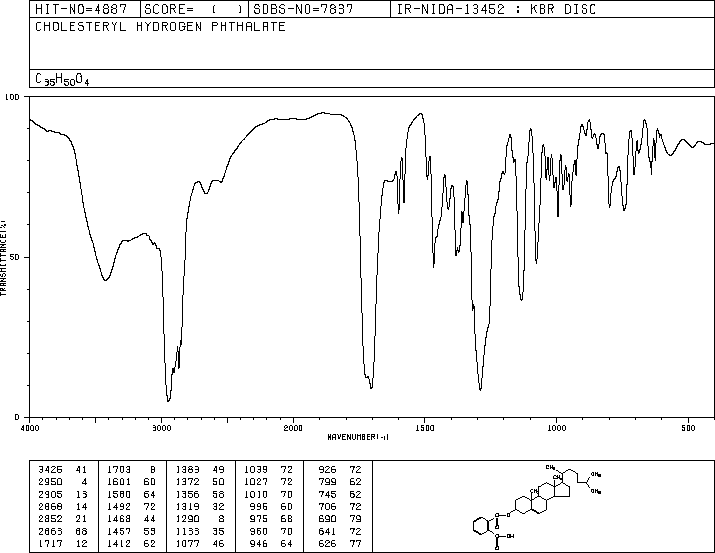 HIT-NO=4887 SCORE= ( ) SDBS-NO=7837 IR-NIDA-13452 : KBR DISC
CHOLESTERYL HYDROGEN PHTHALATE
C35H50O4
100
50
0
TRANSMITTANCE(%)
4000 3000 2000 1500 1000 500
WAVENUMBER(-1)
3426 41 1703 8 1383 49 1039 72 926 72
2950 4 1601 60 1372 50 1027 72 799 62
2905 13 1580 64 1356 58 1010 70 745 62
2868 14 1492 72 1319 32 996 60 706 72
2852 21 1468 44 1290 8 975 68 690 79
2663 66 1457 59 1133 35 960 70 641 72
1717 12 1412 62 1077 46 946 64 626 77